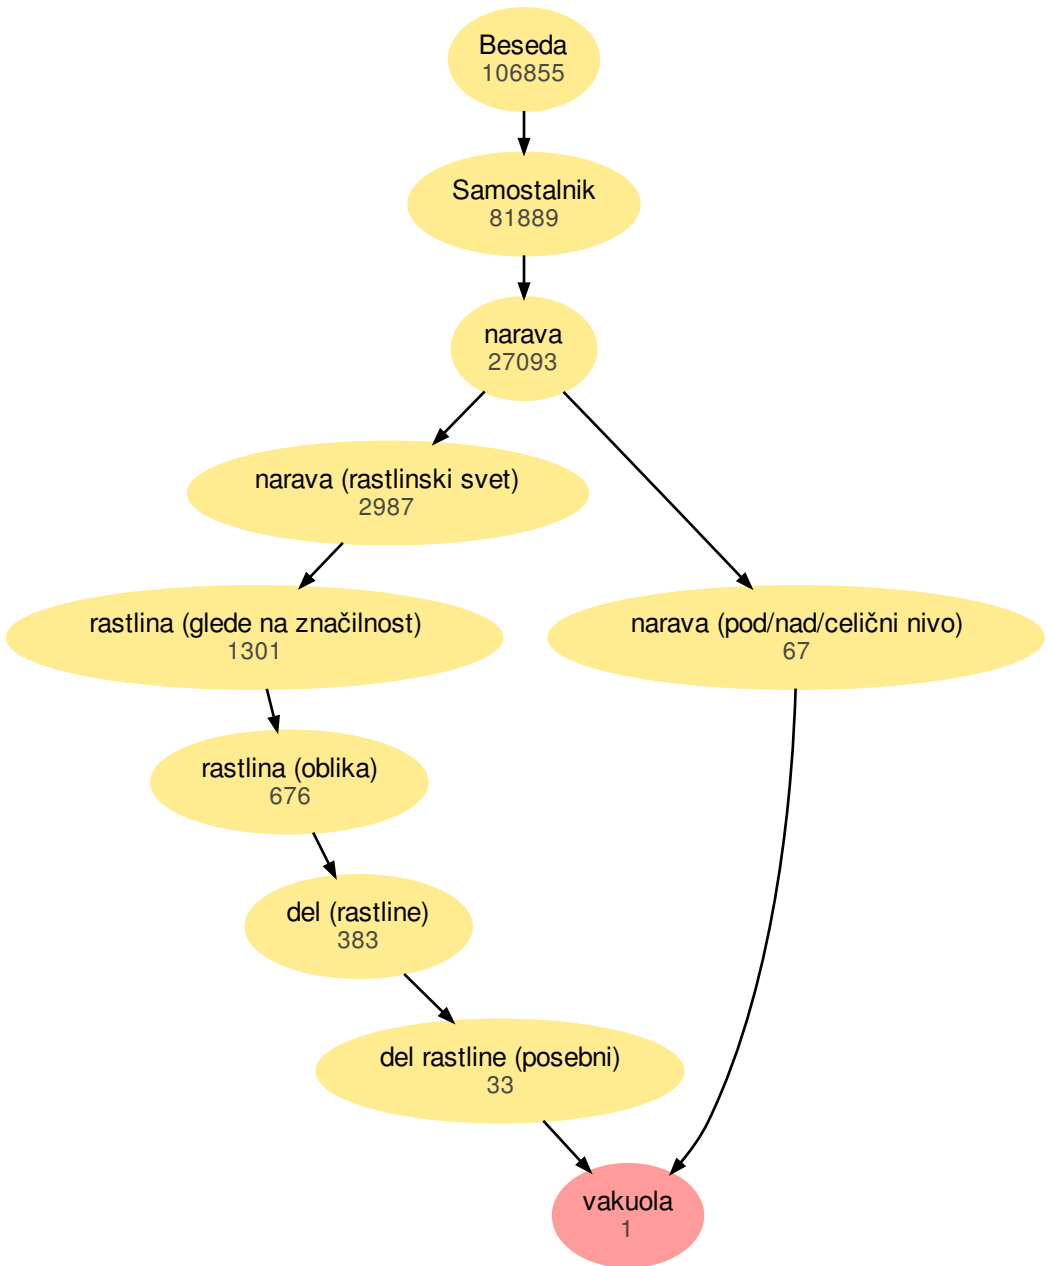 Beseda
106855
Samostalnik
81889
narava
27093
narava (rastlinski svet)
2987
rastlina (glede na značilnost)
1301
narava (pod/nad/celični nivo)
67
rastlina (oblika)
676
del (rastline)
383
del rastline (posebni)
33
vakuola
1